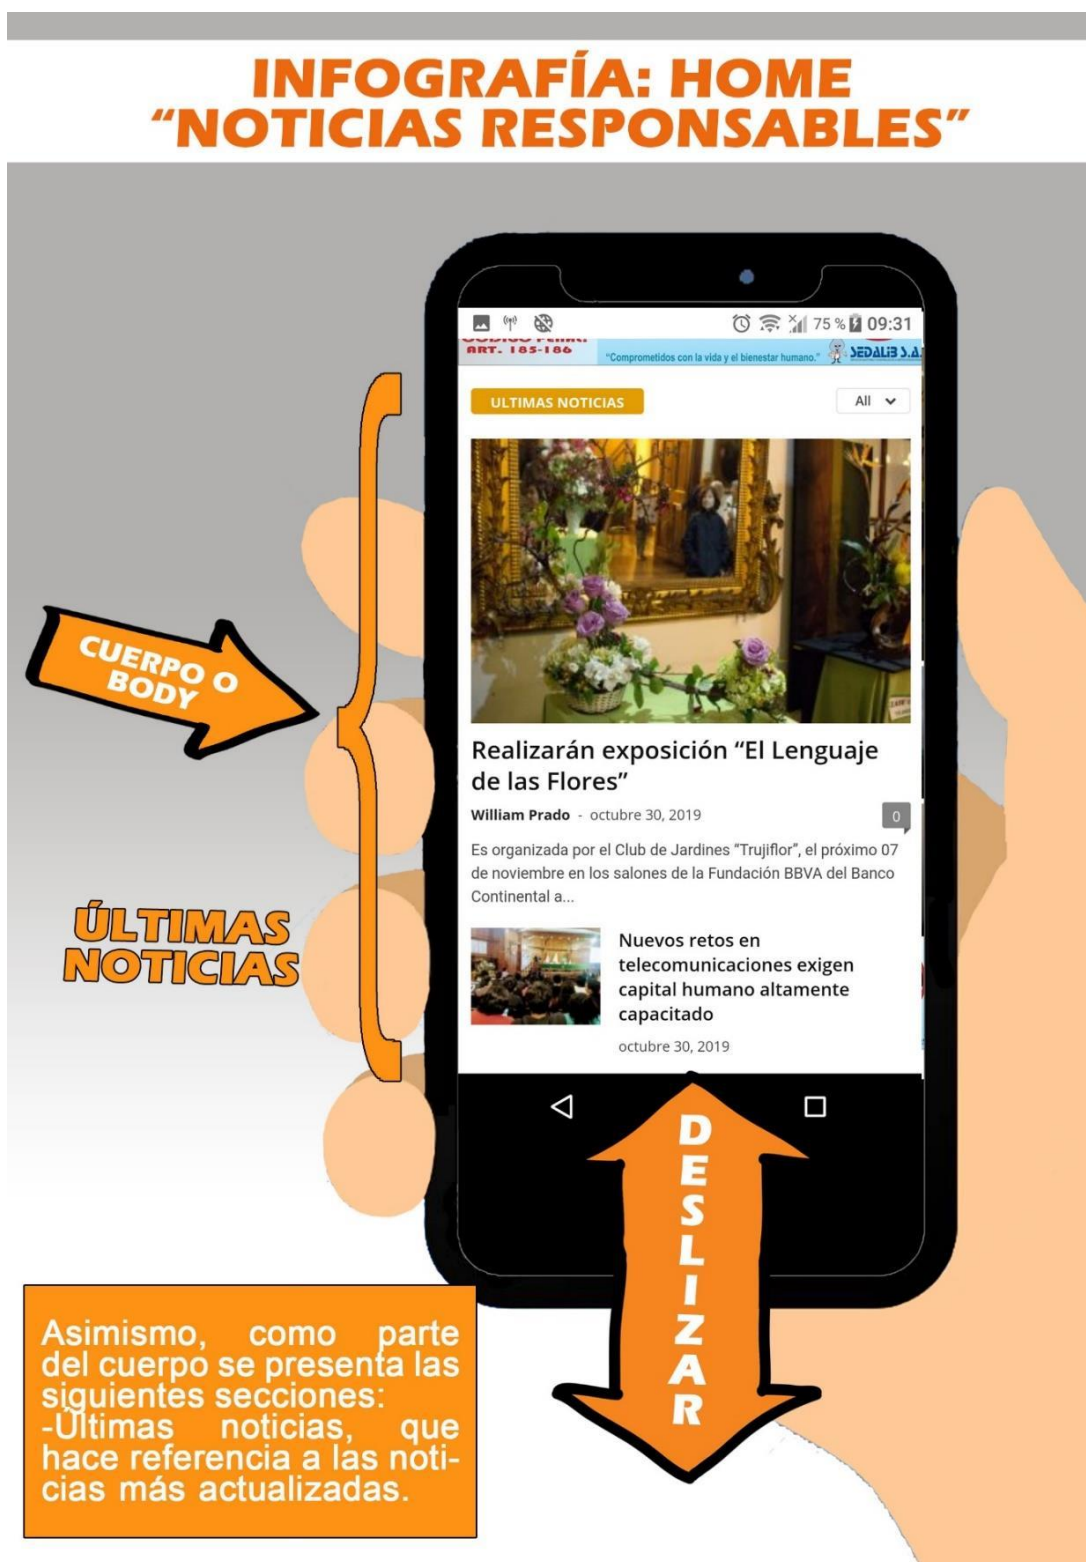 INFOGRAFÍA: HOME
“NOTICIAS RESPONSABLES”
75 % 09:31
CODIGO PENAL:
ART. 185-186
“Comprometidos con la vida y el bienestar humano.”
SEDALIB S.A.
ULTIMAS NOTICIAS
All
CUERPO O
BODY
Realizarán exposición “El Lenguaje
de las Flores”
William Prado - octubre 30, 2019
0
Es organizada por el Club de Jardines “Trujiflor”, el próximo 07
de noviembre en los salones de la Fundación BBVA del Banco
Continental a...
ÚLTIMAS
NOTICIAS
Nuevos retos en
telecomunicaciones exigen
capital humano altamente
capacitado
octubre 30, 2019
DESLIZAR
Asimismo, como parte
del cuerpo se presenta las
siguientes secciones:
-Últimas noticias, que
hace referencia a las noti-
cias más actualizadas.